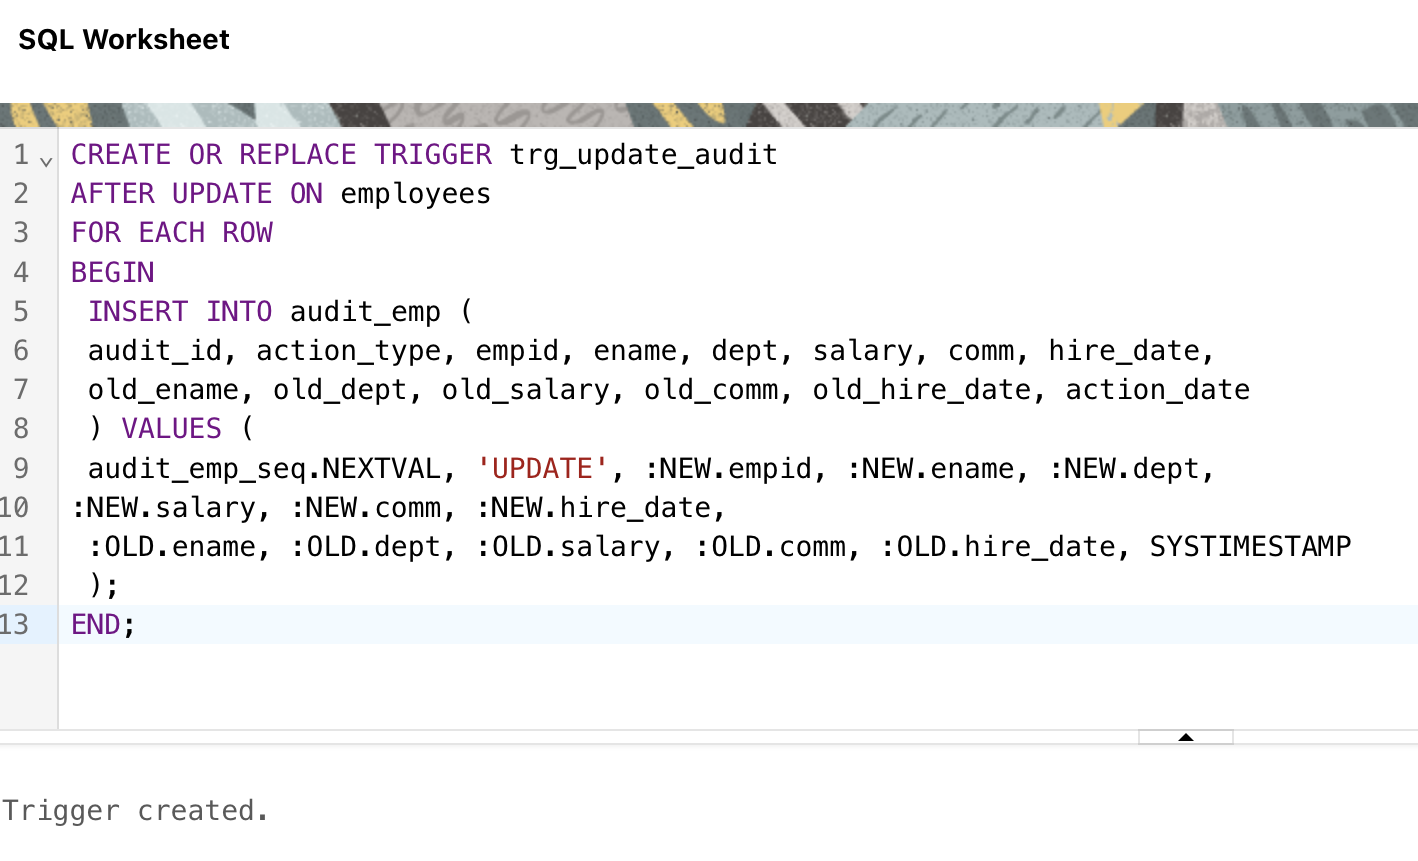 SQL Worksheet
1 CREATE OR REPLACE TRIGGER trg_update_audit
2 AFTER UPDATE ON employees
3 FOR EACH ROW
4 BEGIN
5 INSERT INTO audit_emp (
6 audit_id, action_type, empid, ename, dept, salary, comm, hire_date,
7 old_ename, old_dept, old_salary, old_comm, old_hire_date, action_date
8 ) VALUES (
9 audit_emp_seq.NEXTVAL, 'UPDATE', :NEW.empid, :NEW.ename, :NEW.dept,
10 :NEW.salary, :NEW.comm, :NEW.hire_date,
11 :OLD.ename, :OLD.dept, :OLD.salary, :OLD.comm, :OLD.hire_date, SYSTIMESTAMP
12 );
13 END;
Trigger created.